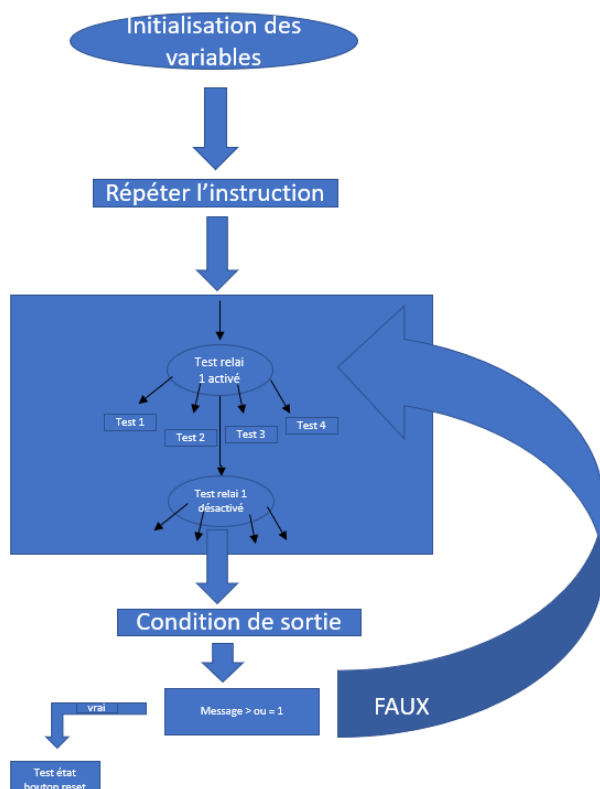 Initialisation des
variables
Répéter l'instruction
Test relai
1 activé
Test 1
Test 2
Test 3
Test 4
Test relai 1
désactivé
Condition de sortie
Message > ou = 1
vrai
FAUX
Test état
bouton reset